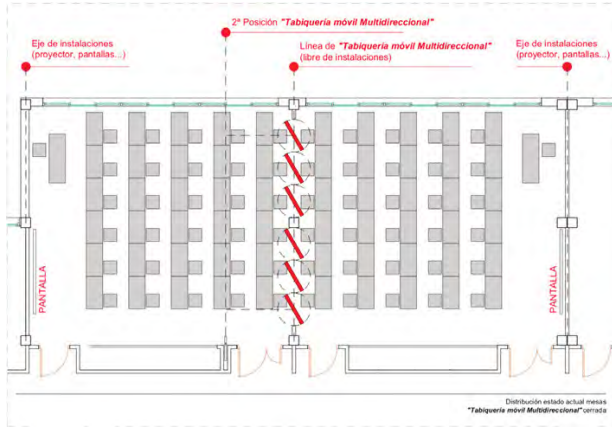 2ª Posición "Tabiquería móvil Multidireccional"
Eje de instalaciones
(proyector, pantallas...)
Línea de "Tabiquería móvil Multidireccional"
(libre de instalaciones)
Eje de instalaciones
(proyector, pantallas...)
PANTALLA
PANTALLA
Distribución estado actual mesas
"Tabiquería móvil Multidireccional" cerrada